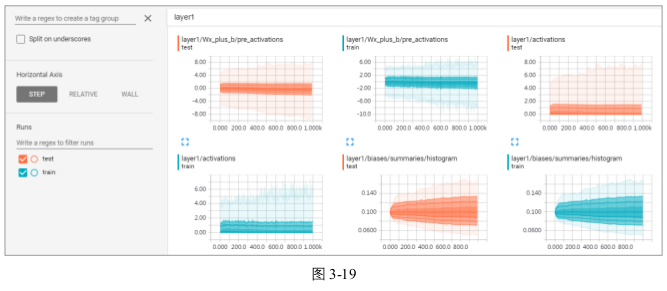 Write a regex to create a tag group
Split on underscores
Horizontal Axis
STEP RELATIVE WALL
Runs
Write a regex to filter runs
test
train
layer1
layer1/Wx_plus_b/pre_activations
test
8.00
4.00
0.00
-4.00
-8.00
0.000 200.0 400.0 600.0 800.0 1.000k
layer1/Wx_plus_b/pre_activations
train
6.00
2.00
-2.00
-6.00
-10.0
0.000 200.0 400.0 600.0 800.0 1.000k
layer1/activations
test
8.00
6.00
4.00
2.00
0.00
0.000 200.0 400.0 600.0 800.0 1.000k
layer1/activations
train
6.00
4.00
2.00
0.00
0.000 200.0 400.0 600.0 800.0 1.000k
layer1/biases/summaries/histogram
test
0.140
0.100
0.0600
0.000 200.0 400.0 600.0 800.0
layer1/biases/summaries/histogram
train
0.140
0.100
0.0600
0.000 200.0 400.0 600.0 800.0
图 3-19